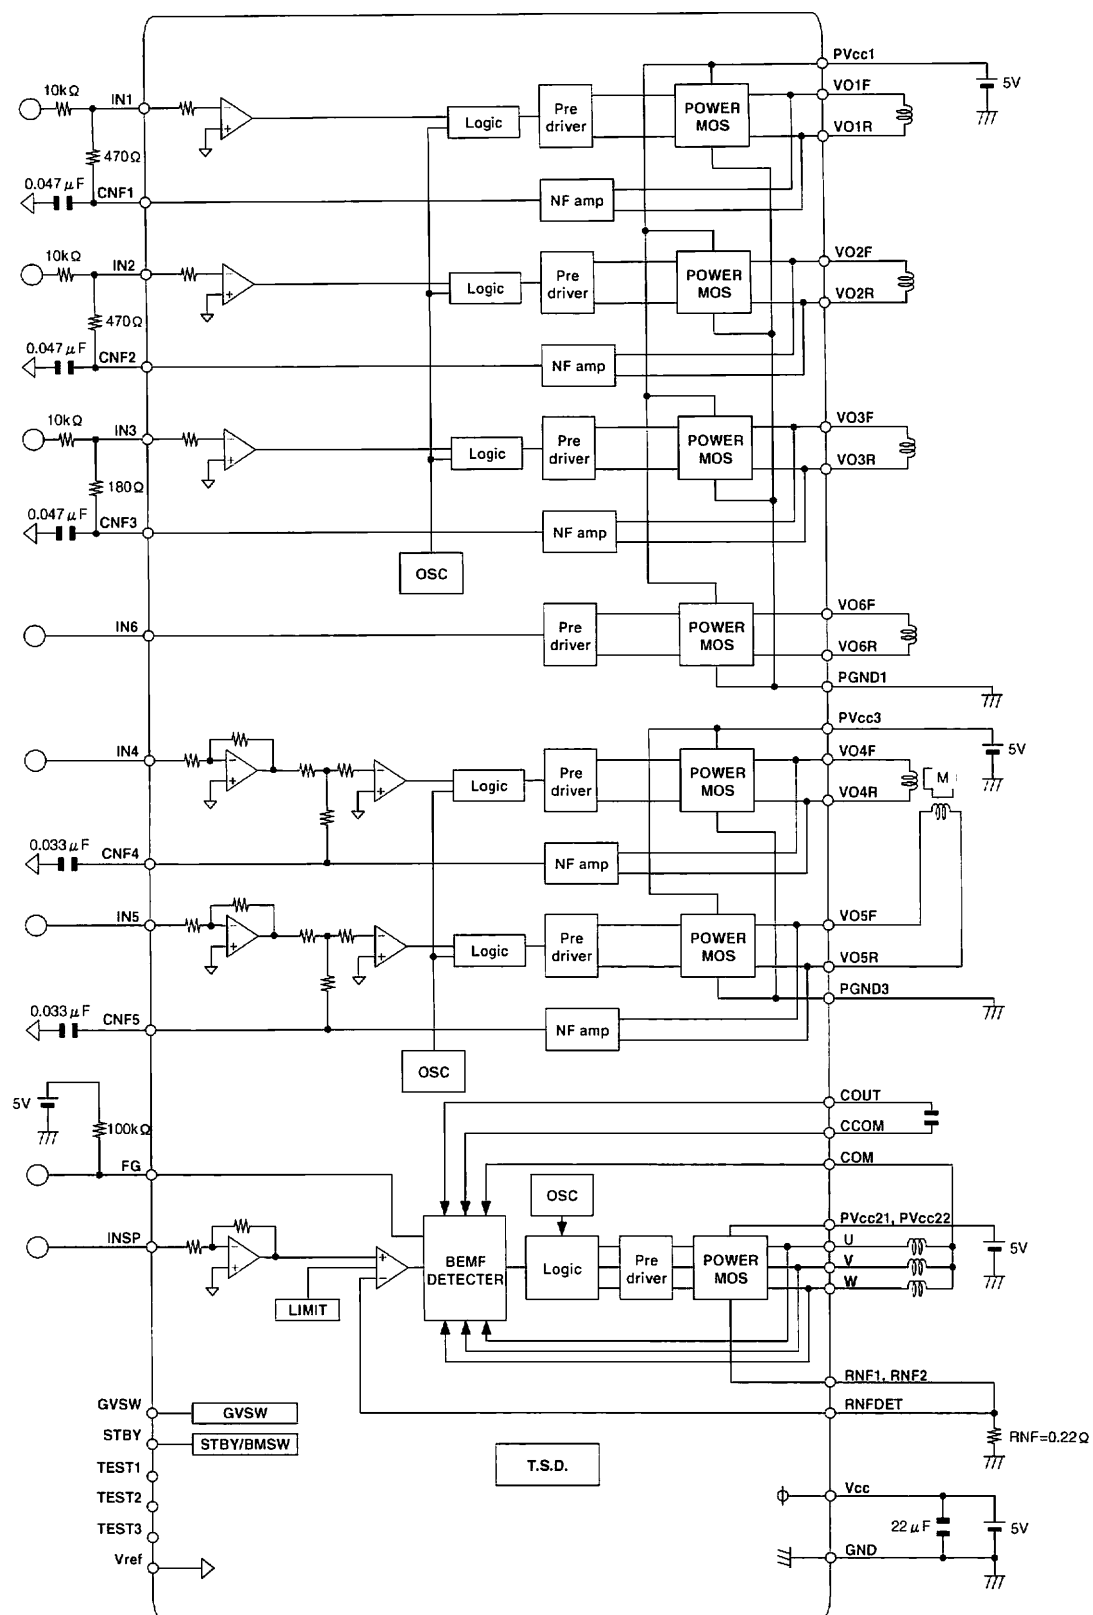 PVcc1
5V
10kΩ
IN1
Logic
Pre driver
POWER MOS
VO1F
VO1R
470Ω
0.047μF
CNF1
NF amp
10kΩ
IN2
Logic
Pre driver
POWER MOS
VO2F
VO2R
470Ω
0.047μF
CNF2
NF amp
10kΩ
IN3
Logic
Pre driver
POWER MOS
VO3F
VO3R
180Ω
0.047μF
CNF3
NF amp
OSC
IN6
Pre driver
POWER MOS
VO6F
VO6R
PGND1
PVcc3
5V
IN4
Logic
Pre driver
POWER MOS
VO4F
VO4R
M
0.033μF
CNF4
NF amp
IN5
Logic
Pre driver
POWER MOS
VO5F
VO5R
PGND3
0.033μF
CNF5
NF amp
OSC
5V
100kΩ
COUT
CCOM
COM
FG
OSC
INSP
BEMF DETECTER
Logic
Pre driver
POWER MOS
PVcc21, PVcc22
U
V
W
5V
LIMIT
RNF1, RNF2
RNFDET
RNF=0.22Ω
GVSW
GVSW
STBY
STBY/BMSW
TEST1
TEST2
TEST3
Vref
T.S.D.
Vcc
22μF
5V
GND